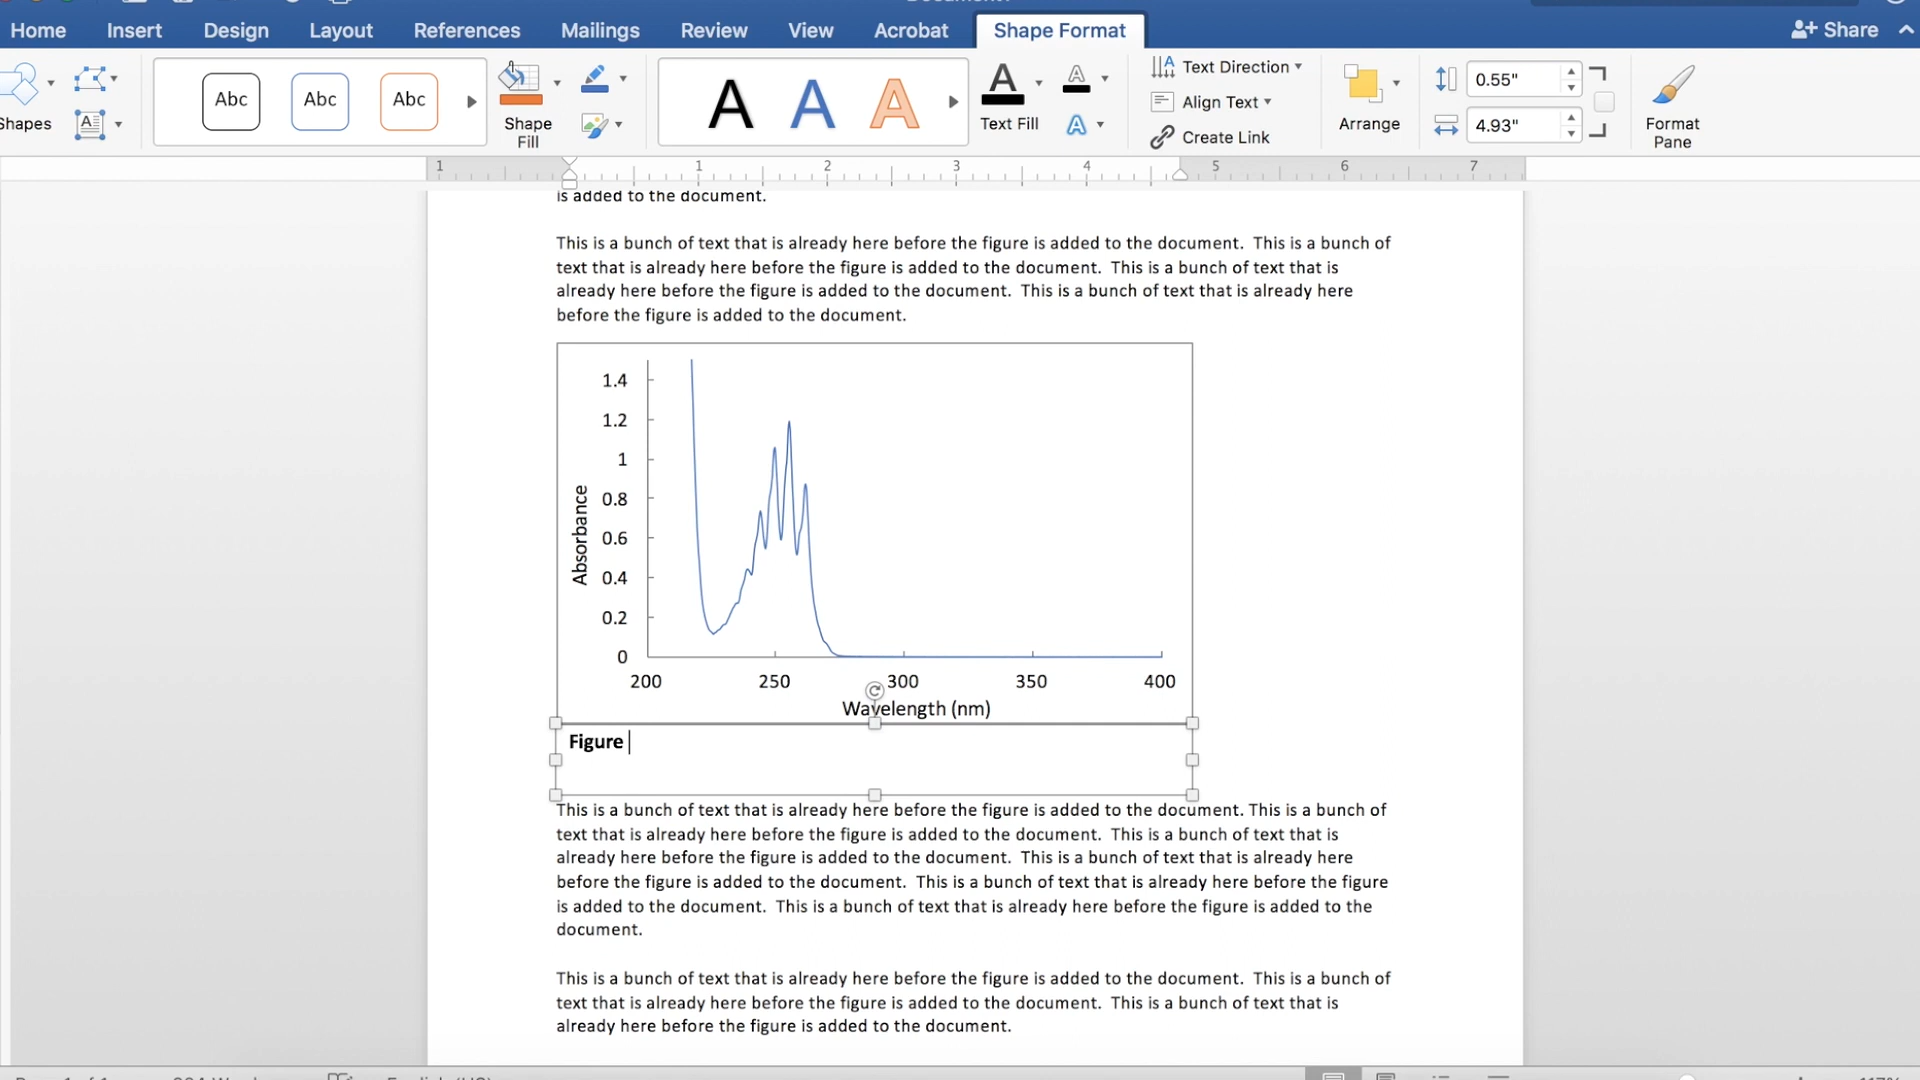 Home Insert Design Layout References Mailings Review View Acrobat Shape Format Share
Abc Abc Abc
Shapes
Shape
Fill
A A A
A A
A
Text Fill
Text Direction
Align Text
Create Link
Arrange
0.55"
4.93"
Format
Pane
1 1 2 3 4 5 6 7
is added to the document.
This is a bunch of text that is already here before the figure is added to the document. This is a bunch of
text that is already here before the figure is added to the document. This is a bunch of text that is
already here before the figure is added to the document. This is a bunch of text that is already here
before the figure is added to the document.
1.4
1.2
1
0.8
0.6
0.4
0.2
0
Absorbance
200 250 300 350 400
Wavelength (nm)
Figure
This is a bunch of text that is already here before the figure is added to the document. This is a bunch of
text that is already here before the figure is added to the document. This is a bunch of text that is
already here before the figure is added to the document. This is a bunch of text that is already here
before the figure is added to the document. This is a bunch of text that is already here before the figure
is added to the document. This is a bunch of text that is already here before the figure is added to the
document.
This is a bunch of text that is already here before the figure is added to the document. This is a bunch of
text that is already here before the figure is added to the document. This is a bunch of text that is
already here before the figure is added to the document.